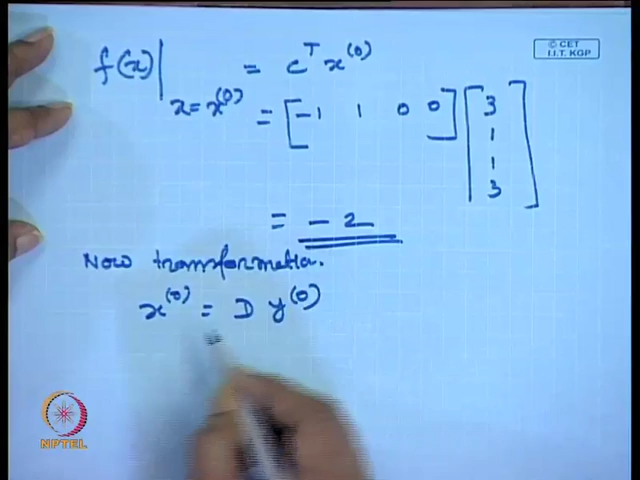 © CET
I.I.T. KGP
f(x)| x=x^(0) = c^T x^(0)
= [-1 1 0 0] [3 1 1 3]
= -2
Now transformation.
x^(0) = D y^(0)
NPTEL